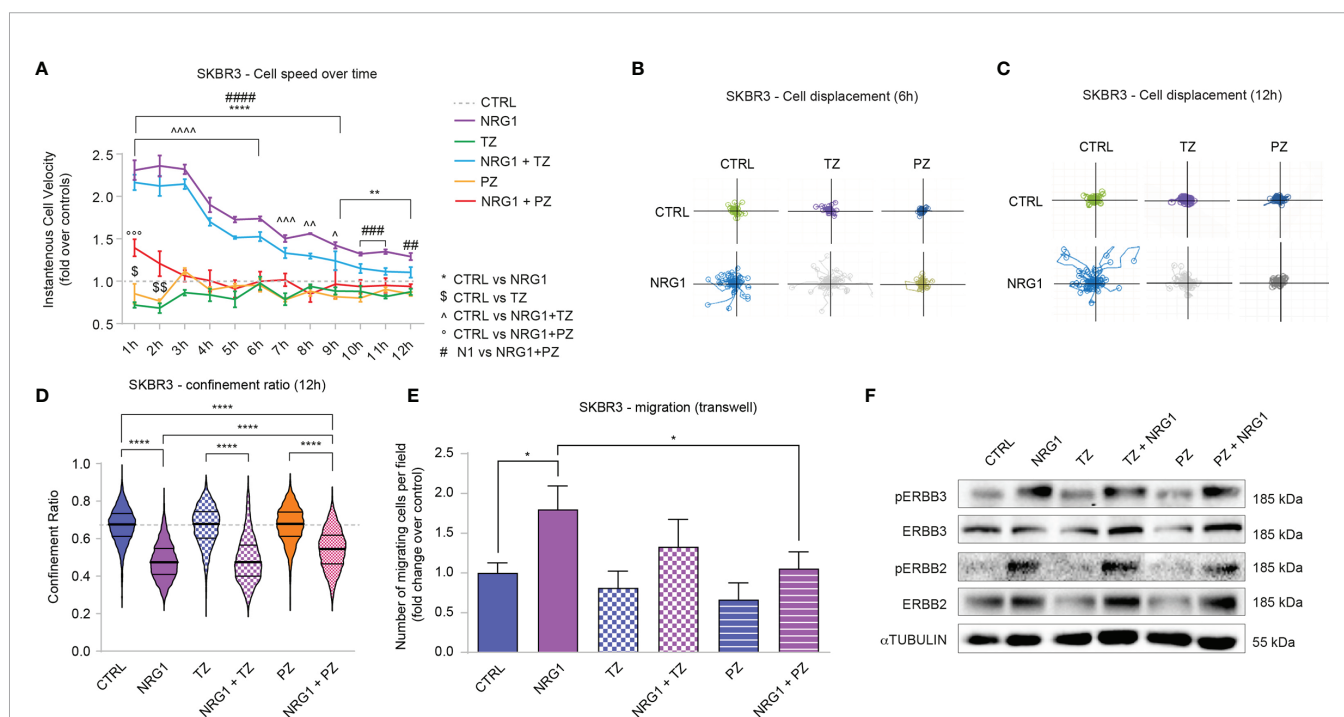 A
SKBR3 - Cell speed over time
####
****
^^^^
^^^
^^
^
**
###
##
°°°
$
$$
Instantenous Cell Velocity
(fold over controls)
2.5
2.0
1.5
1.0
0.5
1h
2h
3h
4h
5h
6h
7h
8h
9h
10h
11h
12h
CTRL
NRG1
TZ
NRG1 + TZ
PZ
NRG1 + PZ
* CTRL vs NRG1
$ CTRL vs TZ
^ CTRL vs NRG1+TZ
° CTRL vs NRG1+PZ
# N1 vs NRG1+PZ
B
SKBR3 - Cell displacement (6h)
CTRL TZ PZ
CTRL
NRG1
C
SKBR3 - Cell displacement (12h)
CTRL TZ PZ
CTRL
NRG1
D
SKBR3 - confinement ratio (12h)
****
****
**** **** ****
Confinement Ratio
1.0
0.8
0.6
0.4
0.2
0.0
CTRL
NRG1
TZ
NRG1 + TZ
PZ
NRG1 + PZ
E
SKBR3 - migration (transwell)
* *
Number of migrating cells per field
(fold change over control)
2.5
2.0
1.5
1.0
0.5
0.0
CTRL
NRG1
TZ
NRG1 + TZ
PZ
NRG1 + PZ
F
CTRL
NRG1
TZ
TZ + NRG1
PZ
PZ + NRG1
pERBB3 185 kDa
ERBB3 185 kDa
pERBB2 185 kDa
ERBB2 185 kDa
αTUBULIN 55 kDa